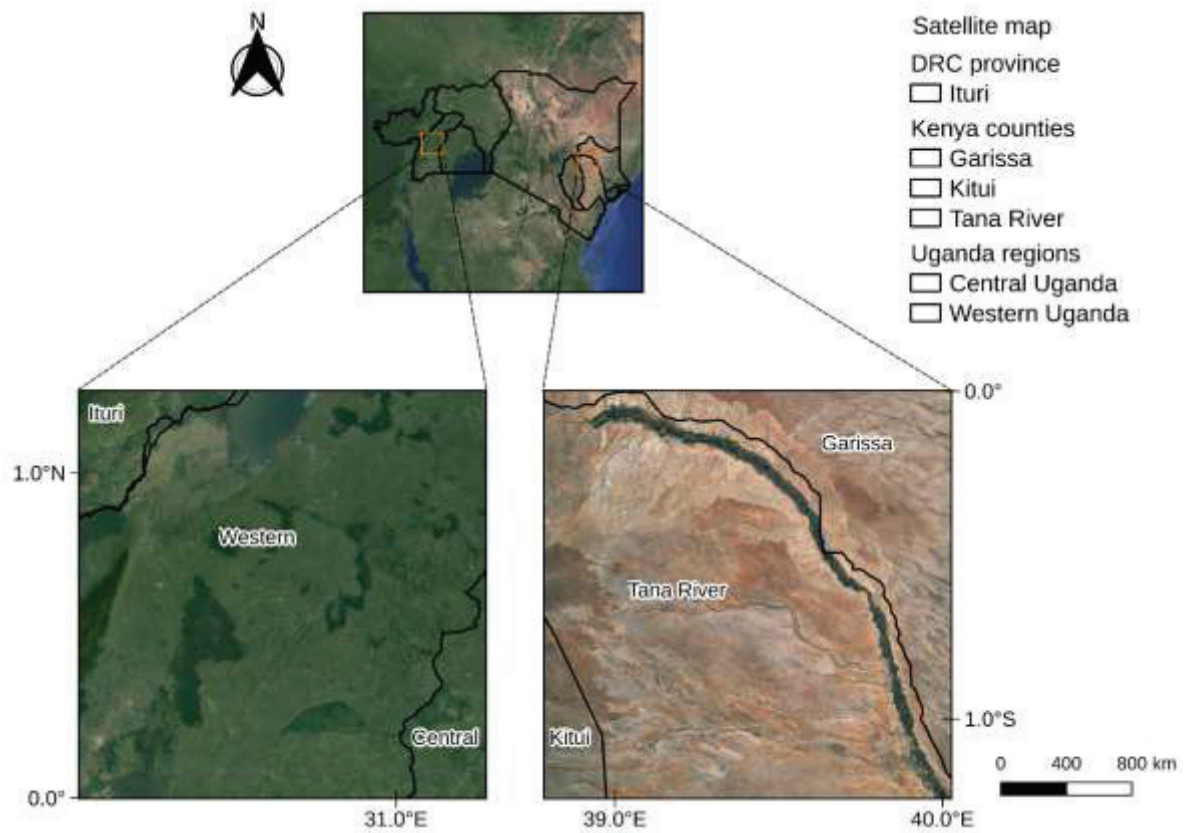 N
Satellite map
DRC province
Ituri
Kenya counties
Garissa
Kitui
Tana River
Uganda regions
Central Uganda
Western Uganda
Ituri
1.0°N
Western
Central
0.0°
31.0°E
0.0°
Garissa
Tana River
Kitui
1.0°S
39.0°E
40.0°E
0 400 800 km